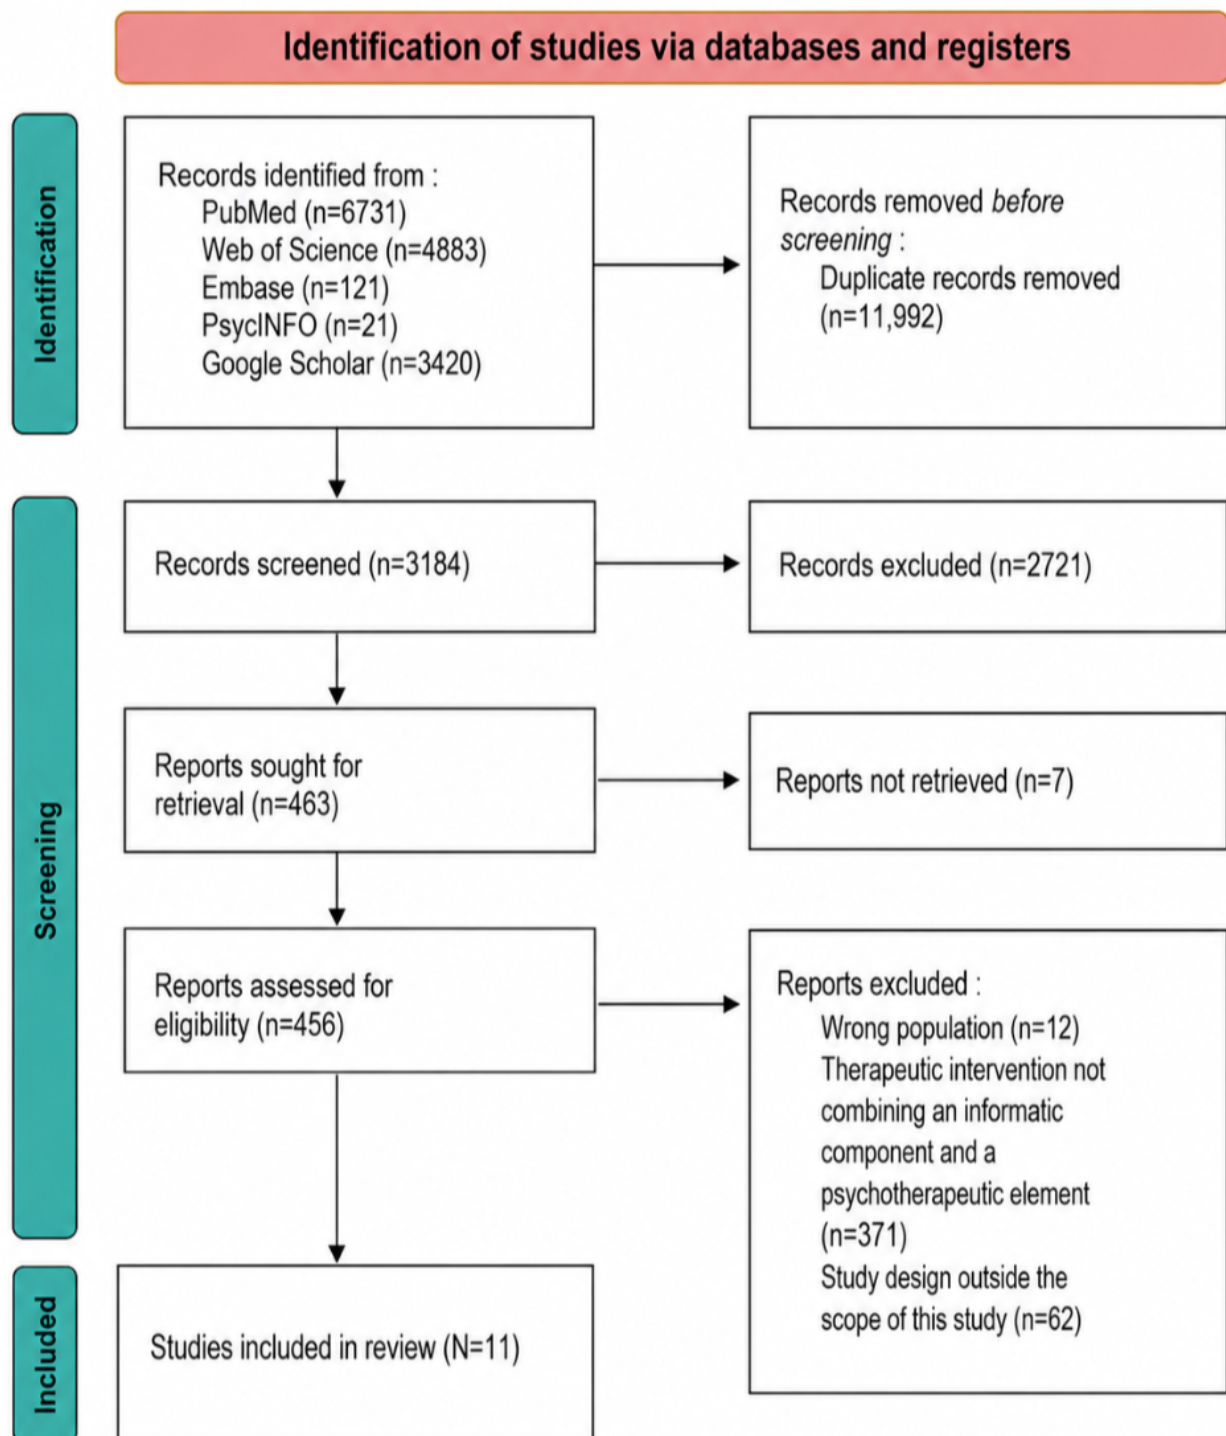 Identification of studies via databases and registers
Identification
Records identified from :
PubMed (n=6731)
Web of Science (n=4883)
Embase (n=121)
PsycINFO (n=21)
Google Scholar (n=3420)
Records removed before
screening :
Duplicate records removed
(n=11,992)
Screening
Records screened (n=3184)
Records excluded (n=2721)
Reports sought for
retrieval (n=463)
Reports not retrieved (n=7)
Reports assessed for
eligibility (n=456)
Reports excluded :
Wrong population (n=12)
Therapeutic intervention not
combining an informatic
component and a
psychotherapeutic element
(n=371)
Study design outside the
scope of this study (n=62)
Included
Studies included in review (N=11)